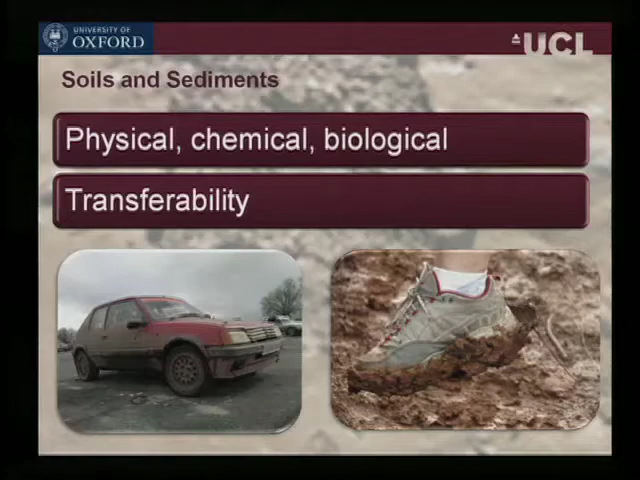 UNIVERSITY OF
OXFORD
UCL
Soils and Sediments
Physical, chemical, biological
Transferability